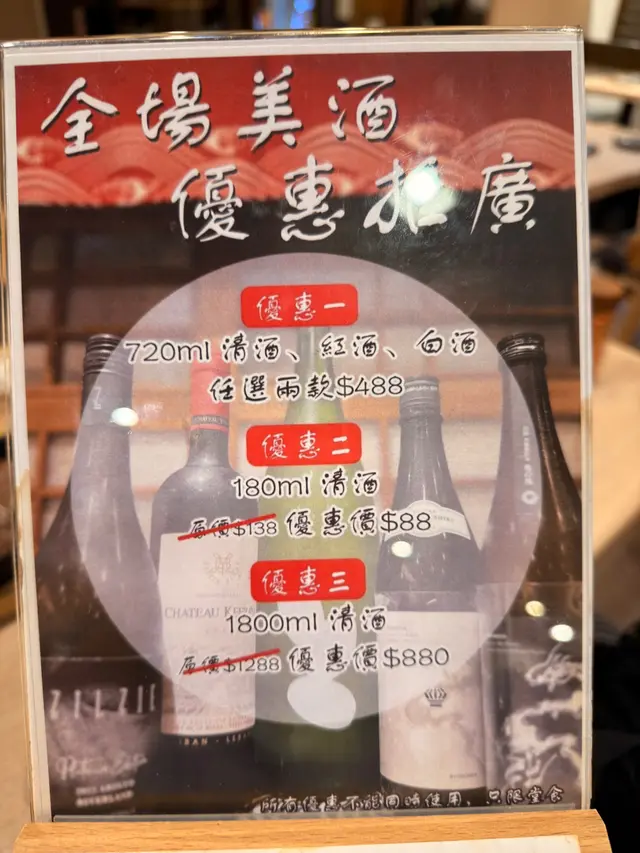 全場美酒
優惠推廣
優惠一
720ml 清酒、紅酒、白酒
任選兩款$488
優惠二
180ml 清酒
原價$138 優惠價$88
優惠三
1800ml 清酒
原價$1288 優惠價$880
CHATEAU
所有優惠不能同時使用、只限堂食